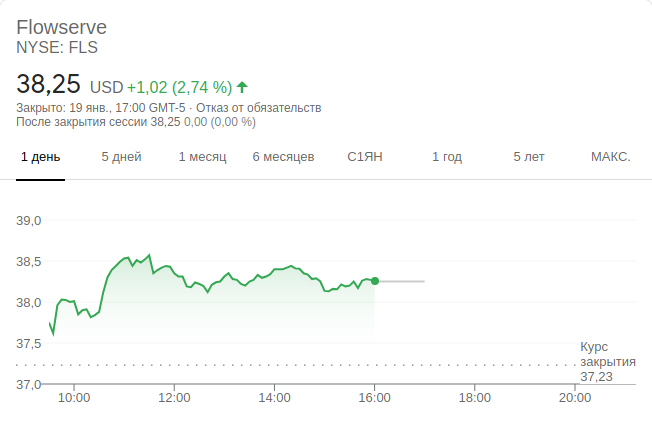 Flowserve
NYSE: FLS
38,25 USD +1,02 (2,74 %)
Закрыто: 19 янв., 17:00 GMT-5 · Отказ от обязательств
После закрытия сессии 38,25 0,00 (0,00 %)
1 день 5 дней 1 месяц 6 месяцев С1ЯН 1 год 5 лет МАКС.
39,0
38,5
38,0
37,5
Курс
закрытия
37,23
37,0
10:00 12:00 14:00 16:00 18:00 20:00